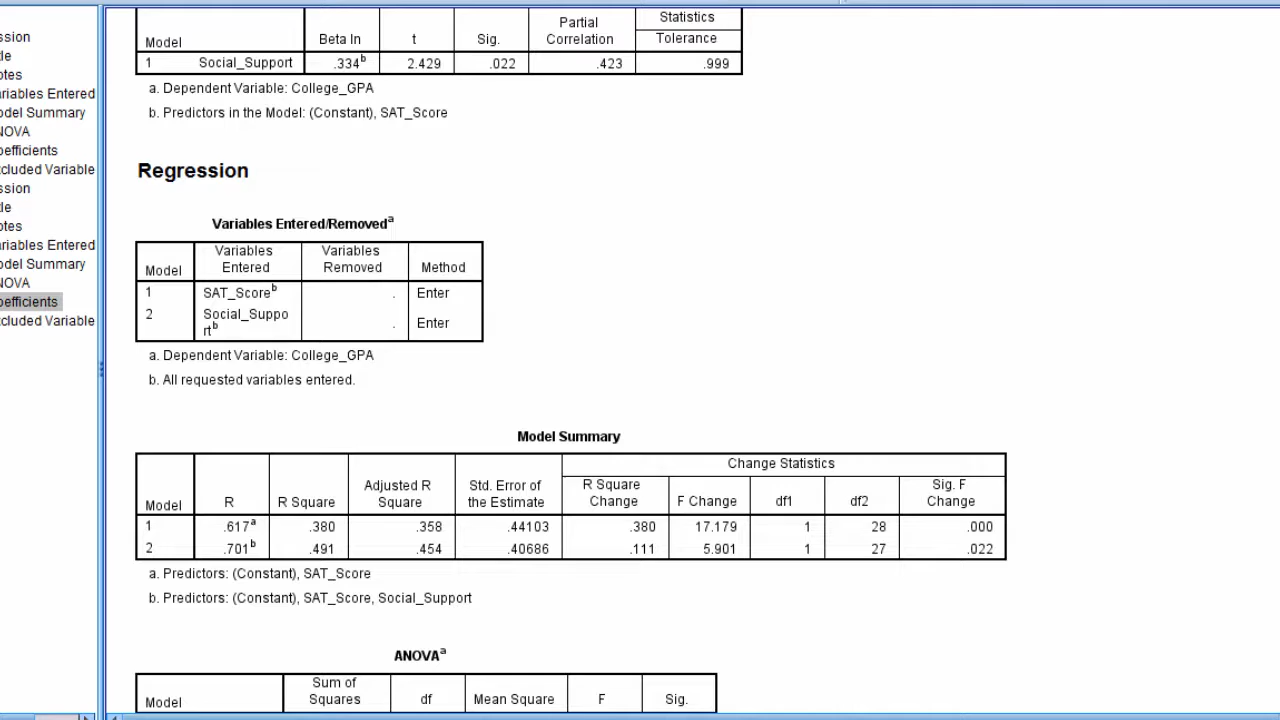 ssion
tle
otes
ariables Entered
odel Summary
NOVA
oefficients
xcluded Variable
ssion
tle
otes
ariables Entered
odel Summary
NOVA
oefficients
xcluded Variable
Model Beta In t Sig. Partial Correlation Statistics Tolerance
1 Social_Support .334b 2.429 .022 .423 .999
a. Dependent Variable: College_GPA
b. Predictors in the Model: (Constant), SAT_Score
Regression
Variables Entered/Removeda
Model Variables Entered Variables Removed Method
1 SAT_Scoreb . Enter
2 Social_Suppo
rtb . Enter
a. Dependent Variable: College_GPA
b. All requested variables entered.
Model Summary
Change Statistics
Model R R Square Adjusted R Square Std. Error of the Estimate R Square Change F Change df1 df2 Sig. F Change
1 .617a .380 .358 .44103 .380 17.179 1 28 .000
2 .701b .491 .454 .40686 .111 5.901 1 27 .022
a. Predictors: (Constant), SAT_Score
b. Predictors: (Constant), SAT_Score, Social_Support
ANOVAa
Model Sum of Squares df Mean Square F Sig.